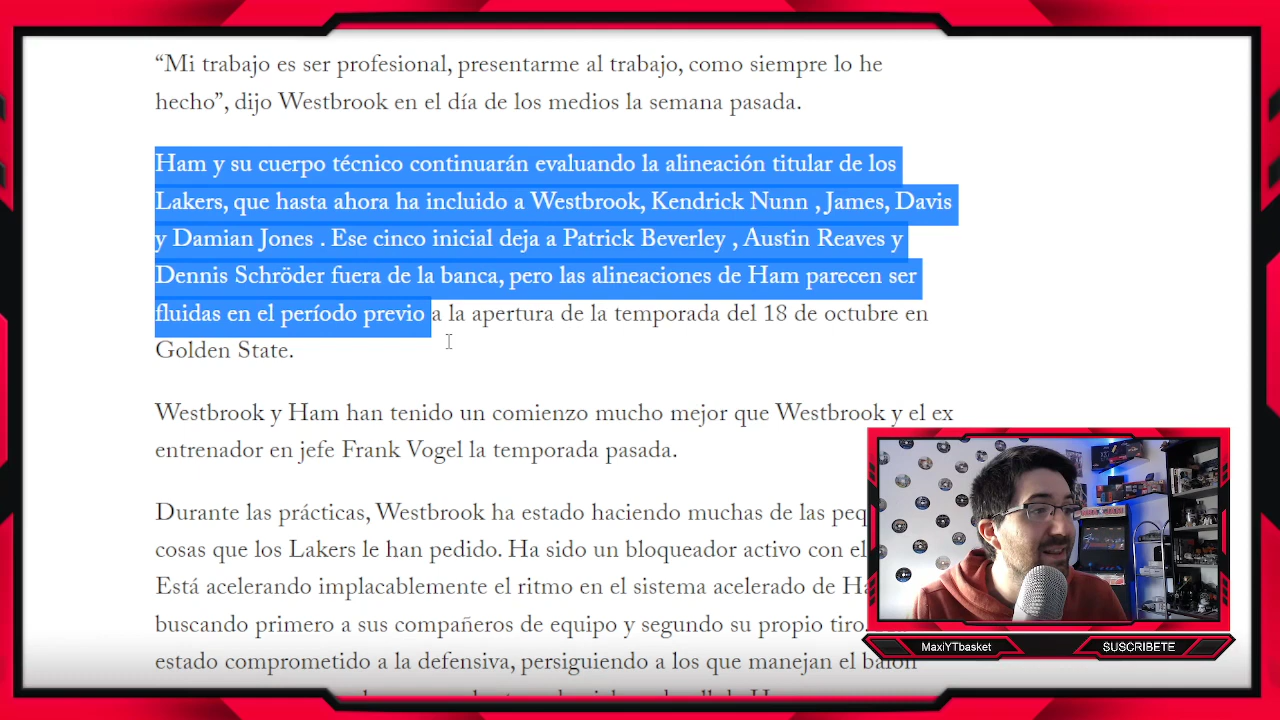 “Mi trabajo es ser profesional, presentarme al trabajo, como siempre lo he
hecho”, dijo Westbrook en el día de los medios la semana pasada.
Ham y su cuerpo técnico continuarán evaluando la alineación titular de los
Lakers, que hasta ahora ha incluido a Westbrook, Kendrick Nunn , James, Davis
y Damian Jones . Ese cinco inicial deja a Patrick Beverley , Austin Reaves y
Dennis Schröder fuera de la banca, pero las alineaciones de Ham parecen ser
fluidas en el período previo a la apertura de la temporada del 18 de octubre en
Golden State.
Westbrook y Ham han tenido un comienzo mucho mejor que Westbrook y el ex
entrenador en jefe Frank Vogel la temporada pasada.
Durante las prácticas, Westbrook ha estado haciendo muchas de las
cosas que los Lakers le han pedido. Ha sido un bloqueador activo con el
Está acelerando implacablemente el ritmo en el sistema acelerado de
buscando primero a sus compañeros de equipo y segundo su propio tiro.
estado comprometido a la defensiva, persiguiendo a los que manejan el balón
MaxiYTbasket
SUSCRIBETE